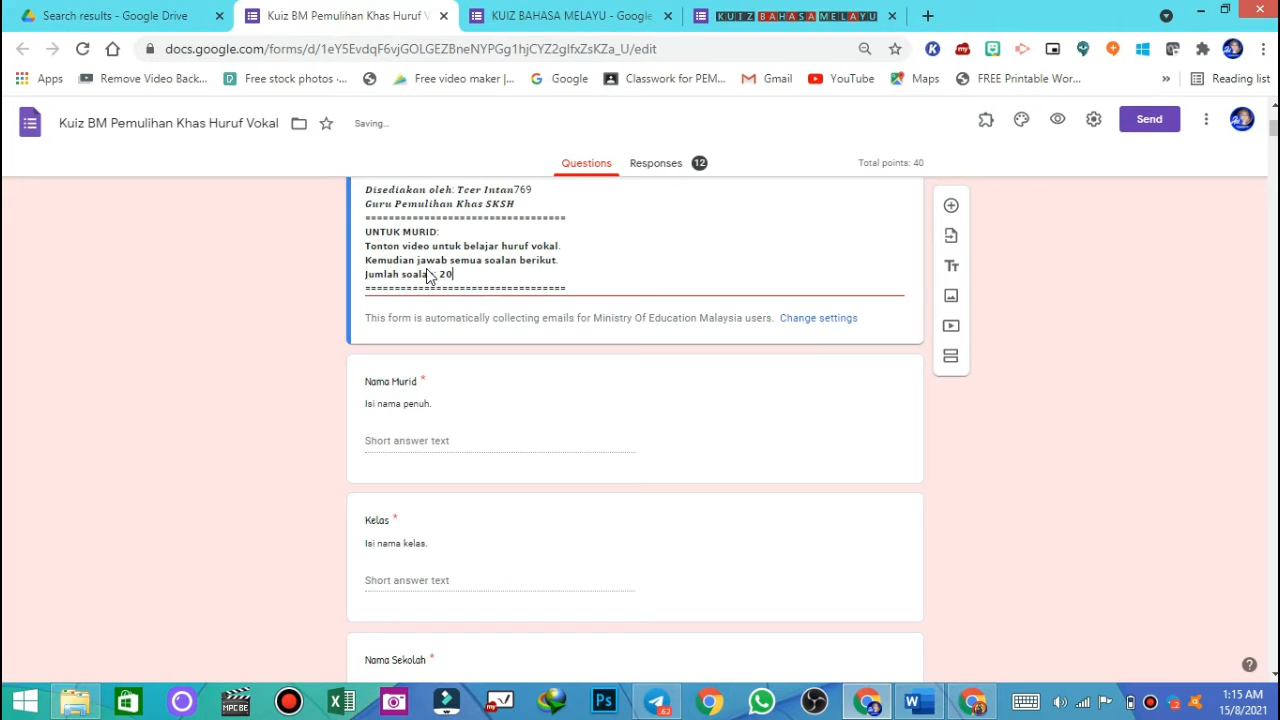 Search results - Google Drive
Kuiz BM Pemulihan Khas Huruf V
KUIZ BAHASA MELAYU - Google
KUIZ BAHASA MELAYU
docs.google.com/forms/d/1eY5EvdqF6vjGOLGEZBneNYPGg1hjCYZ2gIfxZsKZa_U/edit
Apps
Remove Video Back...
Free stock photos ·...
Free video maker |...
Google
Classwork for PEM...
Gmail
YouTube
Maps
FREE Printable Wor...
»
Reading list
Kuiz BM Pemulihan Khas Huruf Vokal
Saving...
Send
Questions
Responses 12
Total points: 40
Disediakan oleh: Tcer Intan769
Guru Pemulihan Khas SKSH
==================================
UNTUK MURID:
Tonton video untuk belajar huruf vokal.
Kemudian jawab semua soalan berikut.
Jumlah soala 20
==================================
This form is automatically collecting emails for Ministry Of Education Malaysia users. Change settings
Nama Murid *
Isi nama penuh.
Short answer text
Kelas *
Isi nama kelas.
Short answer text
Nama Sekolah *
MPCBE
Ps
62
1:15 AM
15/8/2021